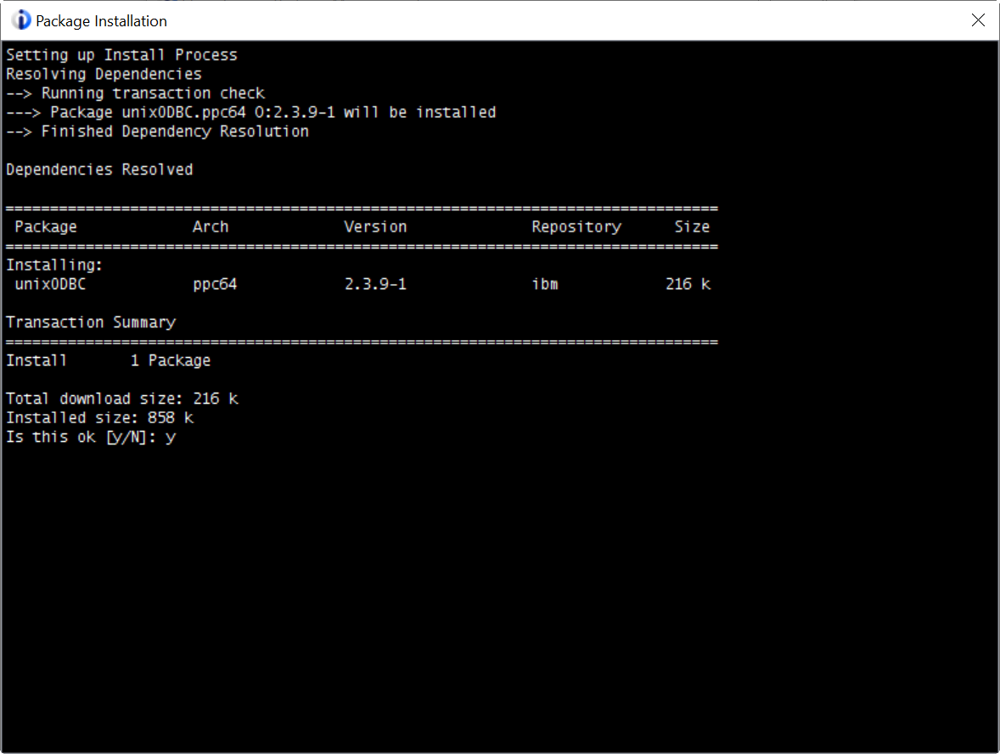 Package Installation
Setting up Install Process
Resolving Dependencies
--> Running transaction check
---> Package unixODBC.ppc64 0:2.3.9-1 will be installed
--> Finished Dependency Resolution
Dependencies Resolved
================================================================================
Package Arch Version Repository Size
================================================================================
Installing:
unixODBC ppc64 2.3.9-1 ibm 216 k
Transaction Summary
================================================================================
Install 1 Package
Total download size: 216 k
Installed size: 858 k
Is this ok [y/N]: y